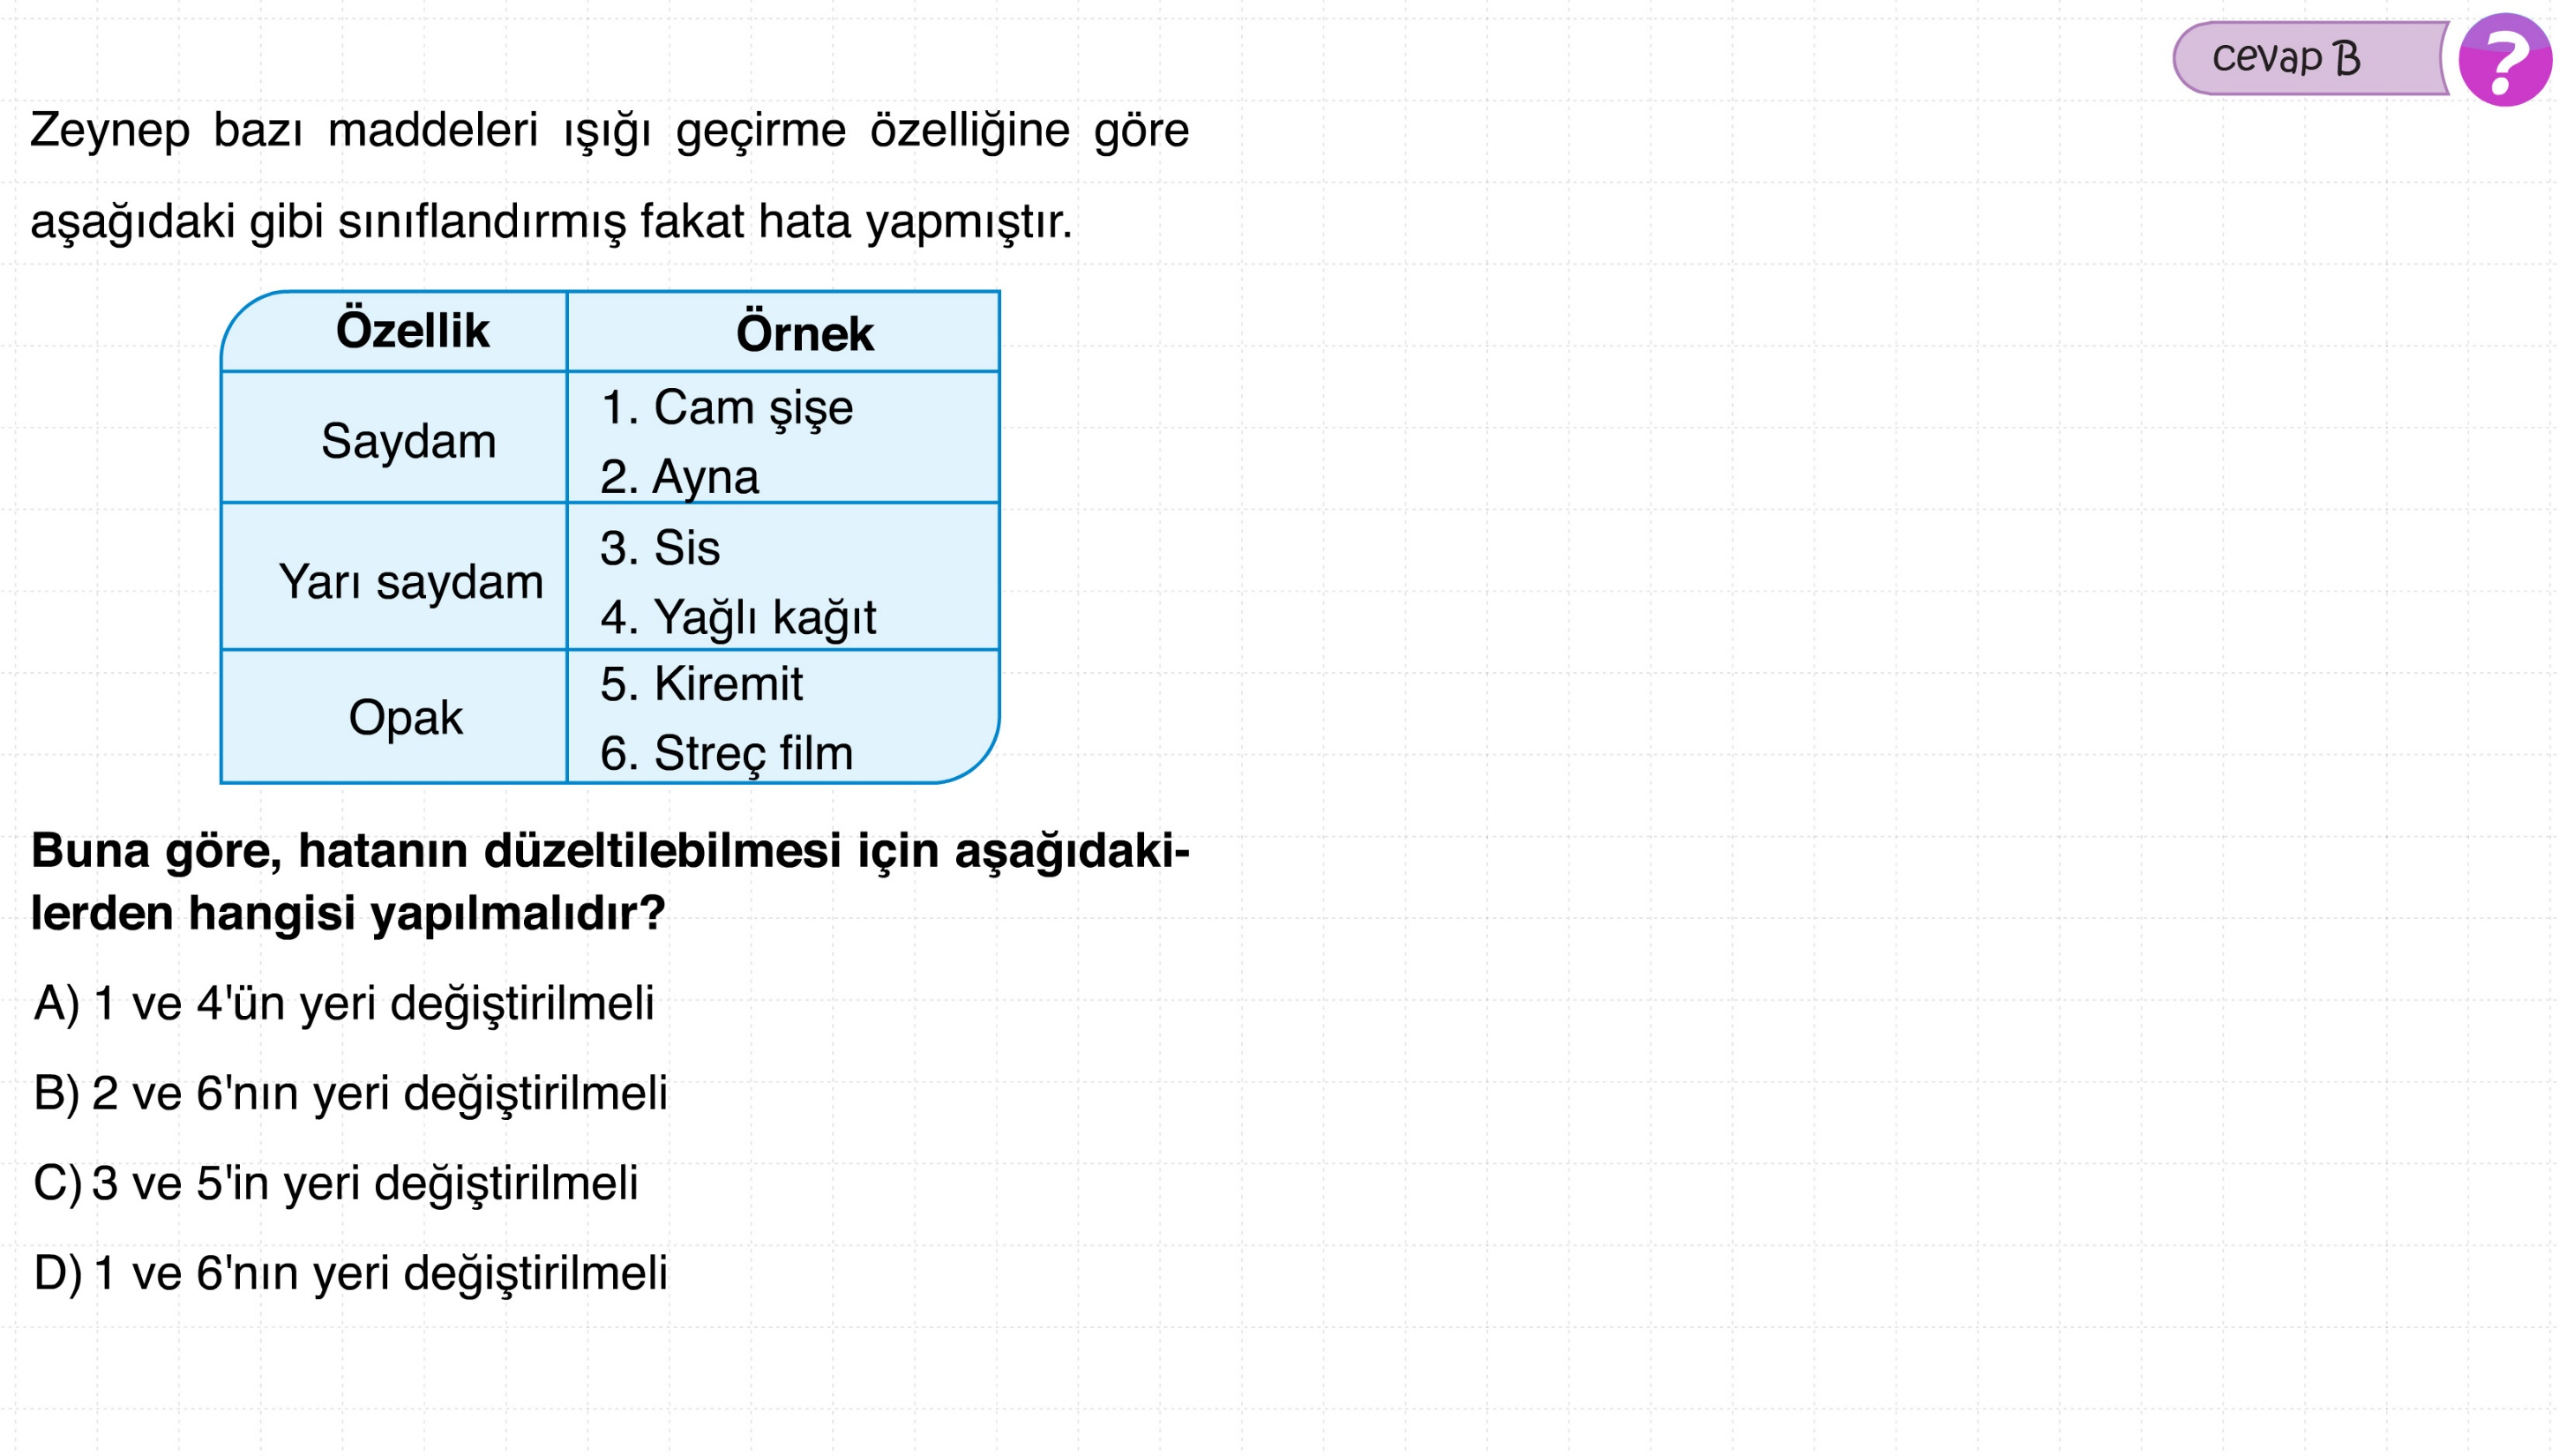 cevap B
?
Zeynep bazı maddeleri ışığı geçirme özelliğine göre
aşağıdaki gibi sınıflandırmış fakat hata yapmıştır.
Özellik Örnek
Saydam
1. Cam şişe
2. Ayna
Yarı saydam
3. Sis
4. Yağlı kağıt
Opak
5. Kiremit
6. Streç film
Buna göre, hatanın düzeltilebilmesi için aşağıdaki-
lerden hangisi yapılmalıdır?
A) 1 ve 4'ün yeri değiştirilmeli
B) 2 ve 6'nın yeri değiştirilmeli
C) 3 ve 5'in yeri değiştirilmeli
D) 1 ve 6'nın yeri değiştirilmeli